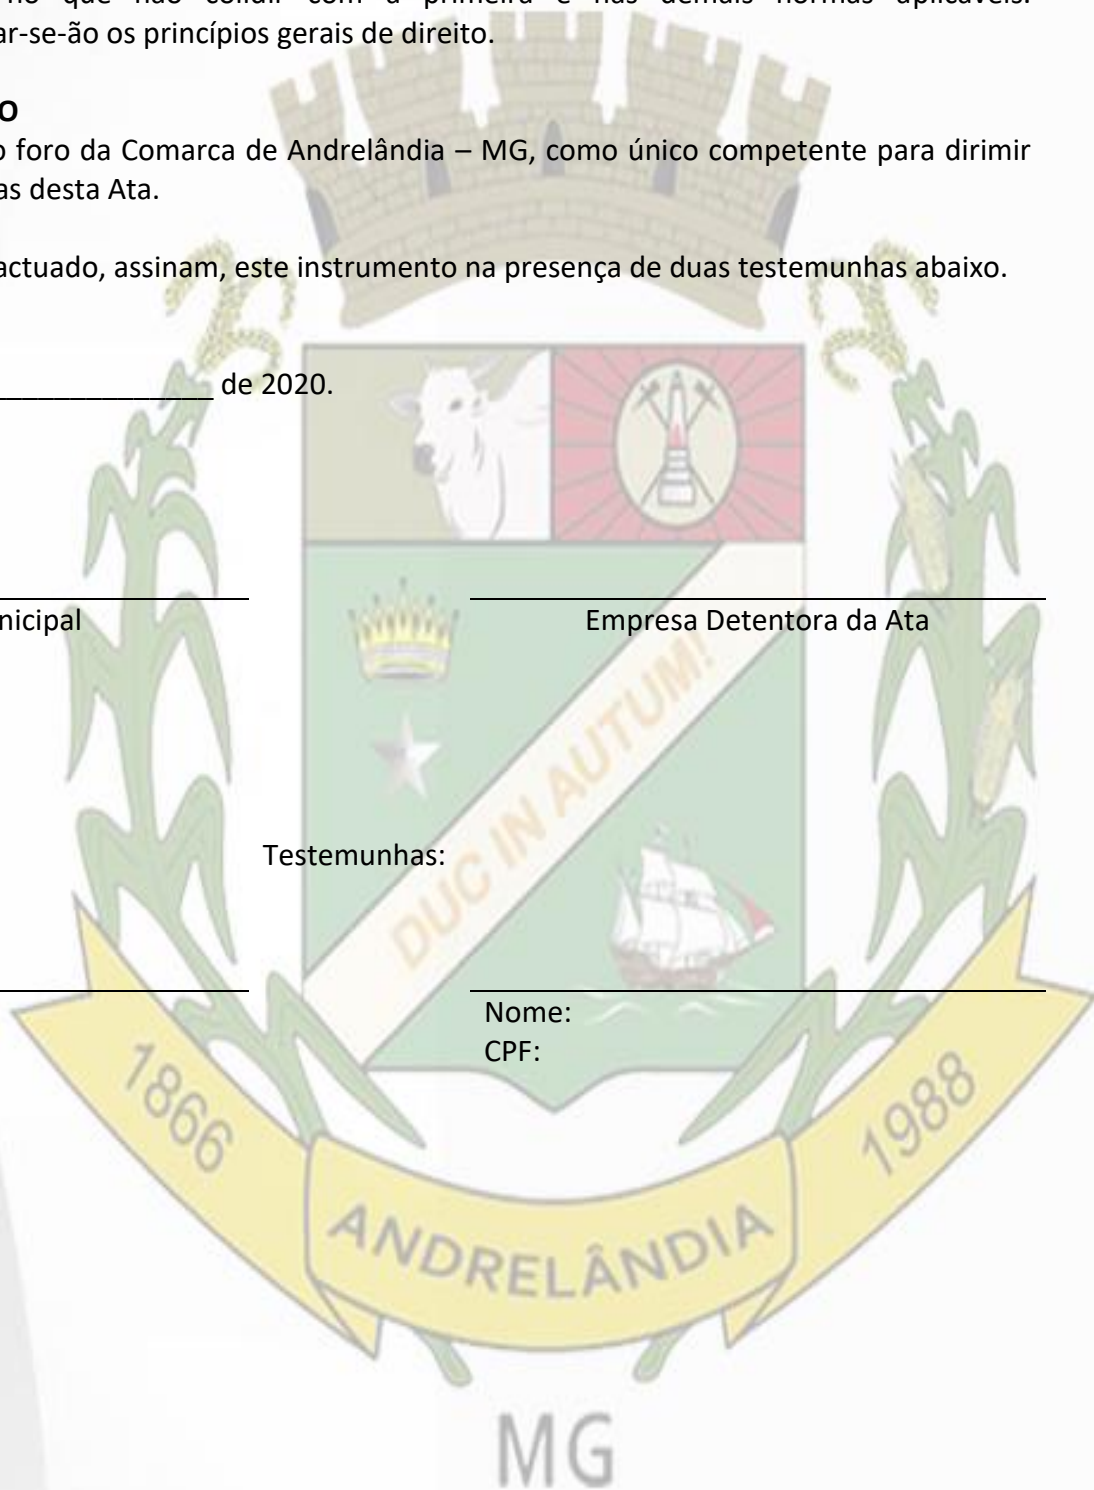 no que não colidir com a primeira e nas demais normas aplicáveis.
ar-se-ão os princípios gerais de direito.
O
o foro da Comarca de Andrelândia – MG, como único competente para dirimir
as desta Ata.
actuado, assinam, este instrumento na presença de duas testemunhas abaixo.
______________ de 2020.
nicipal
Empresa Detentora da Ata
DUC IN AUTUM!
Testemunhas:
Nome:
CPF:
1866
1988
ANDRELÂNDIA
MG